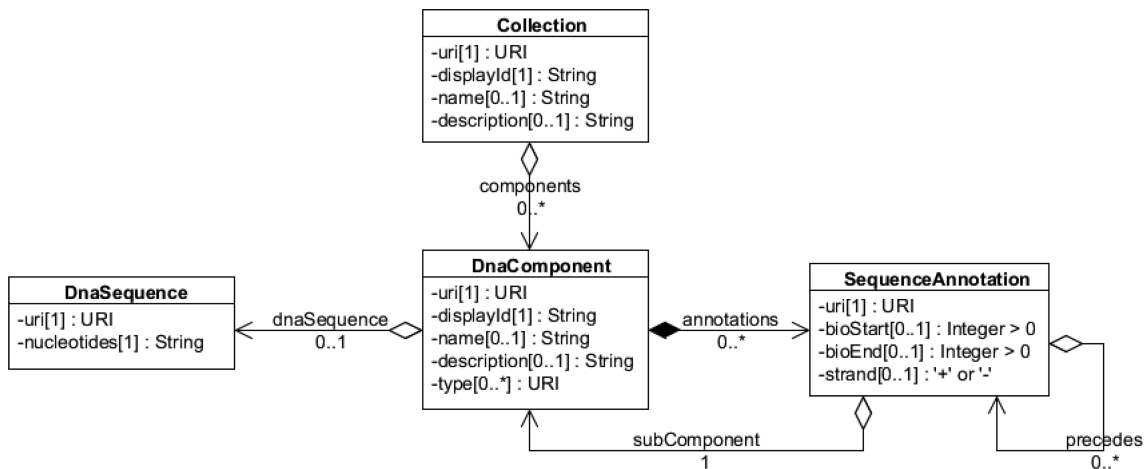 Collection
-uri[1] : URI
-displayId[1] : String
-name[0..1] : String
-description[0..1] : String
components
0..*
DnaSequence
-uri[1] : URI
-nucleotides[1] : String
dnaSequence
0..1
DnaComponent
-uri[1] : URI
-displayId[1] : String
-name[0..1] : String
-description[0..1] : String
-type[0..*] : URI
annotations
0..*
SequenceAnnotation
-uri[1] : URI
-bioStart[0..1] : Integer > 0
-bioEnd[0..1] : Integer > 0
-strand[0..1] : '+' or '-'
subComponent
1
precedes
0..*